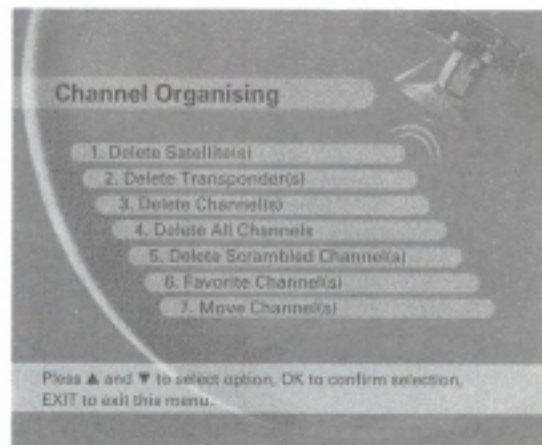 Channel Organising
1. Delete Satellite(s)
2. Delete Transponder(s)
3. Delete Channel(s)
4. Delete All Channels
5. Delete Scrambled Channel(s)
6. Favorite Channel(s)
7. Move Channel(s)
Press ▲ and ▼ to select option, OK to confirm selection,
EXIT to exit this menu.